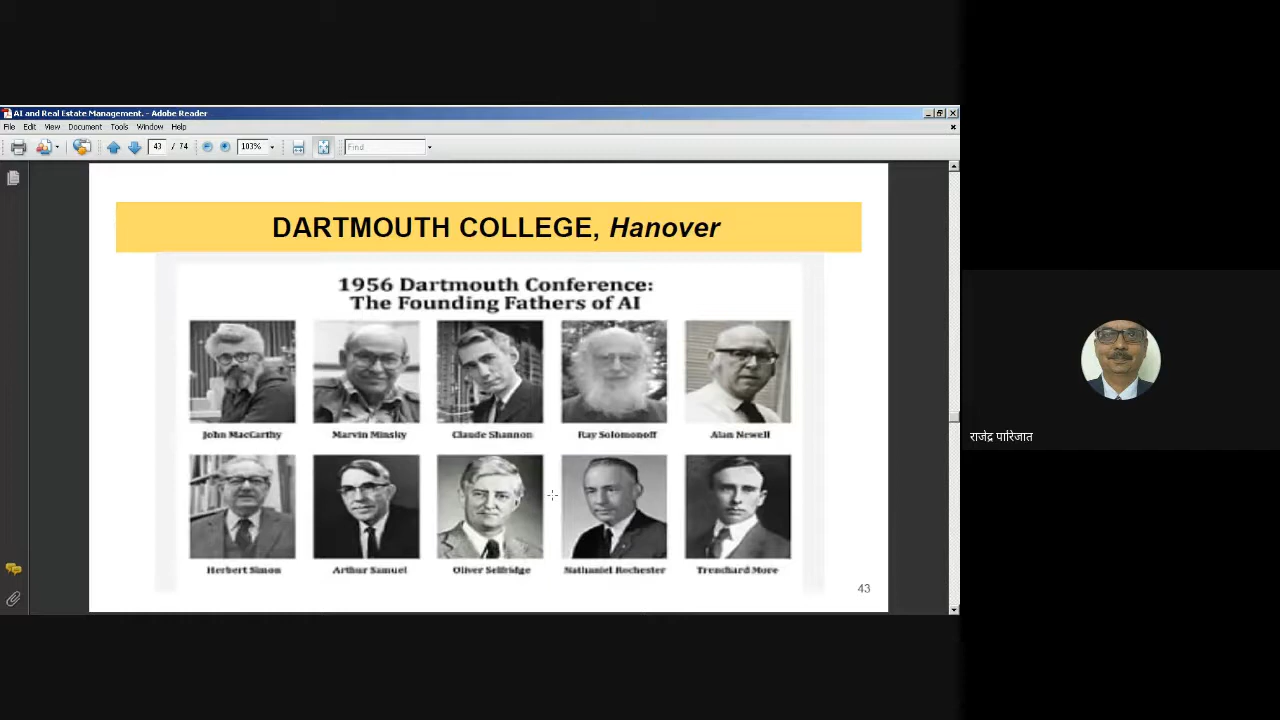 AI and Real Estate Management. - Adobe Reader
File Edit View Document Tools Window Help
43 / 74 103% Find
DARTMOUTH COLLEGE, Hanover
1956 Dartmouth Conference:
The Founding Fathers of AI
John MacCarthy Marvin Minsky Claude Shannon Ray Solomonoff Alan Newell
Herbert Simon Arthur Samuel Oliver Selfridge Nathaniel Rochester Trenchard More
43
राजेंद्र पारिजात